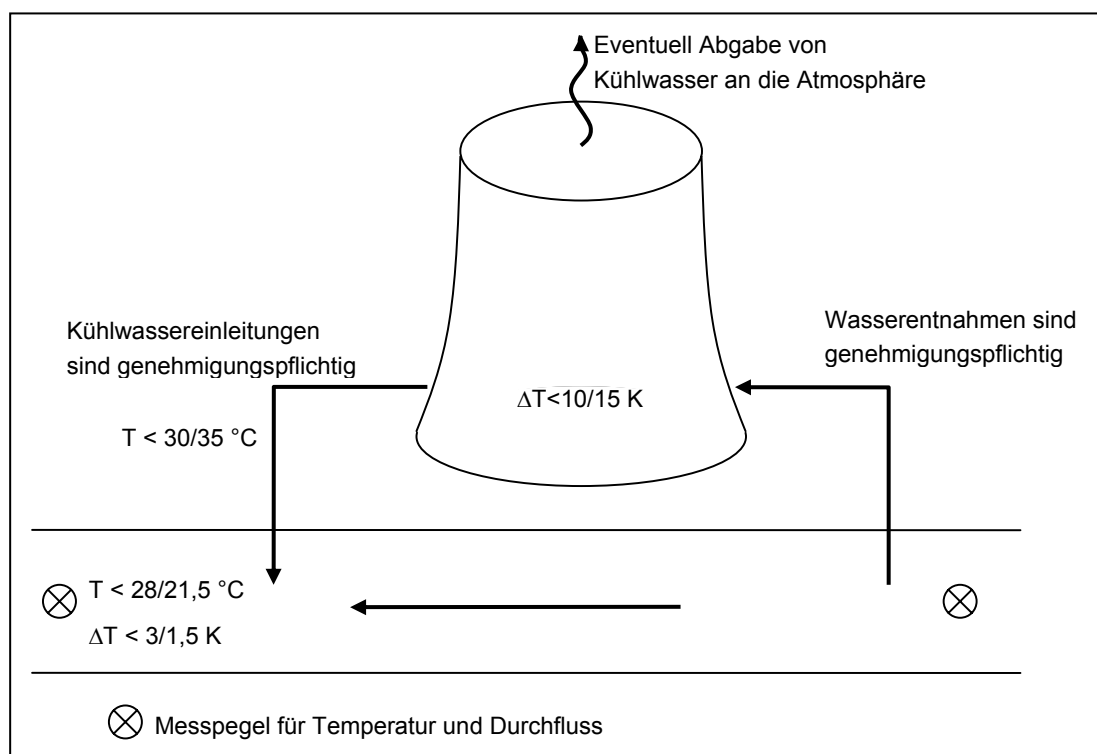 Eventuell Abgabe von
Kühlwasser an die Atmosphäre
Kühlwassereinleitungen
sind genehmigungspflichtig
Wasserentnahmen sind
genehmigungspflichtig
ΔT<10/15 K
T < 30/35 °C
T < 28/21,5 °C
ΔT < 3/1,5 K
Messpegel für Temperatur und Durchfluss